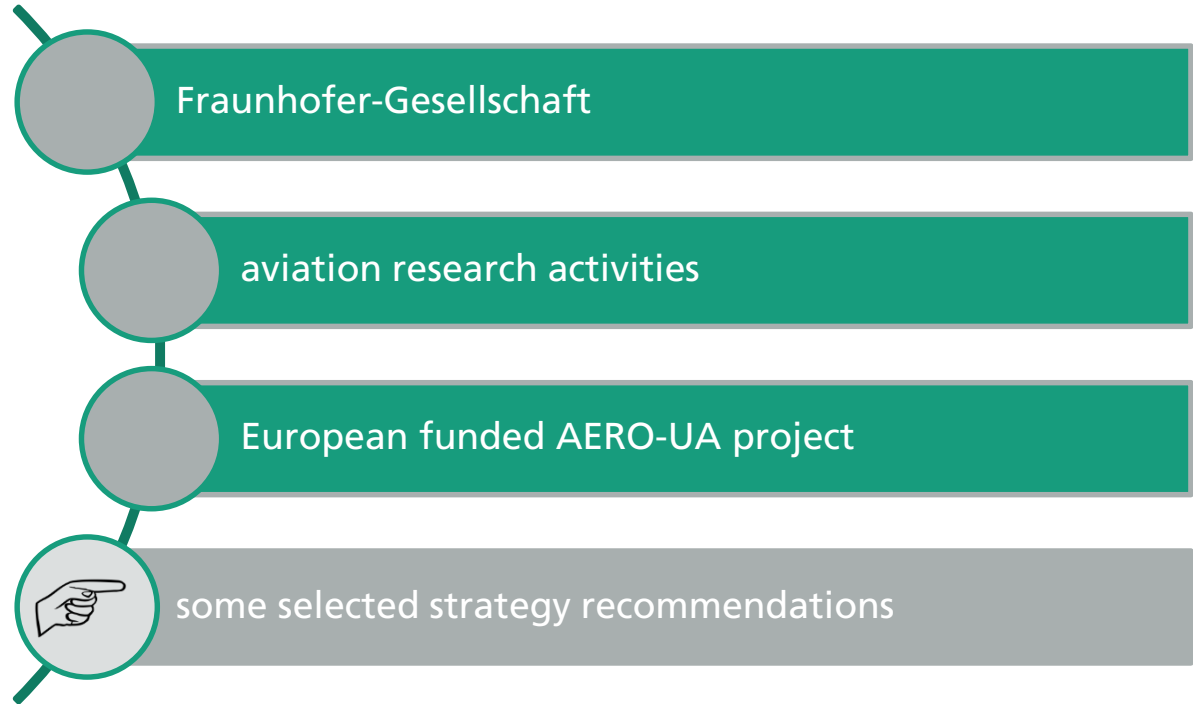 Fraunhofer-Gesellschaft
aviation research activities
European funded AERO-UA project
some selected strategy recommendations